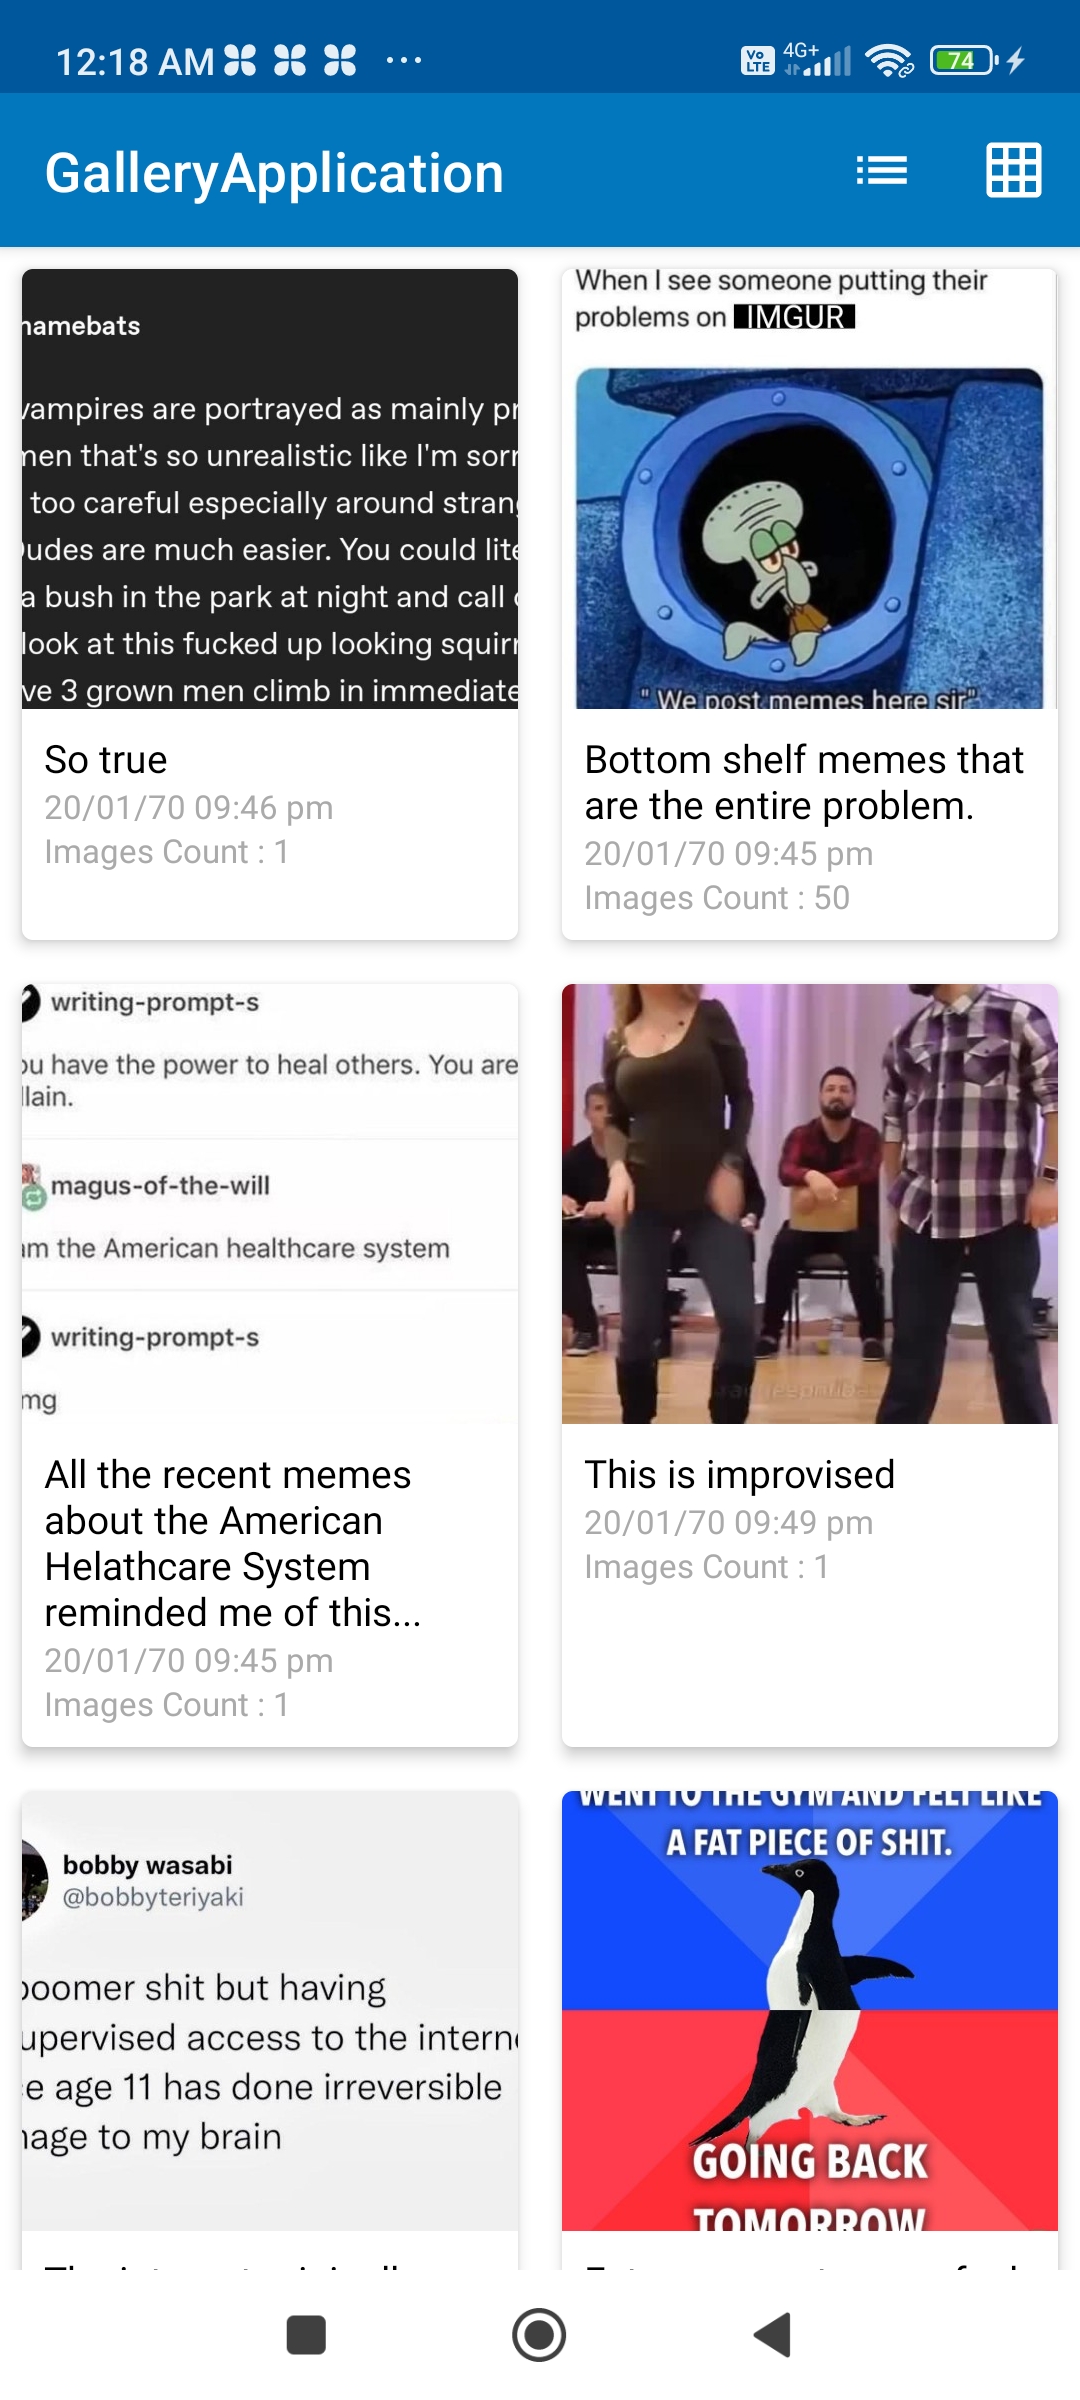 12:18 AM ...
Vo LTE 4G+ 74
GalleryApplication
namebats
vampires are portrayed as mainly pr
men that's so unrealistic like I'm sorr
too careful especially around strang
Dudes are much easier. You could lite
a bush in the park at night and call
look at this fucked up looking squirr
ve 3 grown men climb in immediate
So true
20/01/70 09:46 pm
Images Count : 1
When I see someone putting their
problems on IMGUR
" We post memes here sir"
Bottom shelf memes that
are the entire problem.
20/01/70 09:45 pm
Images Count : 50
writing-prompt-s
ou have the power to heal others. You are
llain.
magus-of-the-will
am the American healthcare system
writing-prompt-s
mg
All the recent memes
about the American
Helathcare System
reminded me of this...
20/01/70 09:45 pm
Images Count : 1
This is improvised
20/01/70 09:49 pm
Images Count : 1
bobby wasabi
@bobbyteriyaki
boomer shit but having
upervised access to the interne
e age 11 has done irreversible
mage to my brain
WENT TO THE GYM AND FELT LIKE
A FAT PIECE OF SHIT.
GOING BACK
TOMORROW